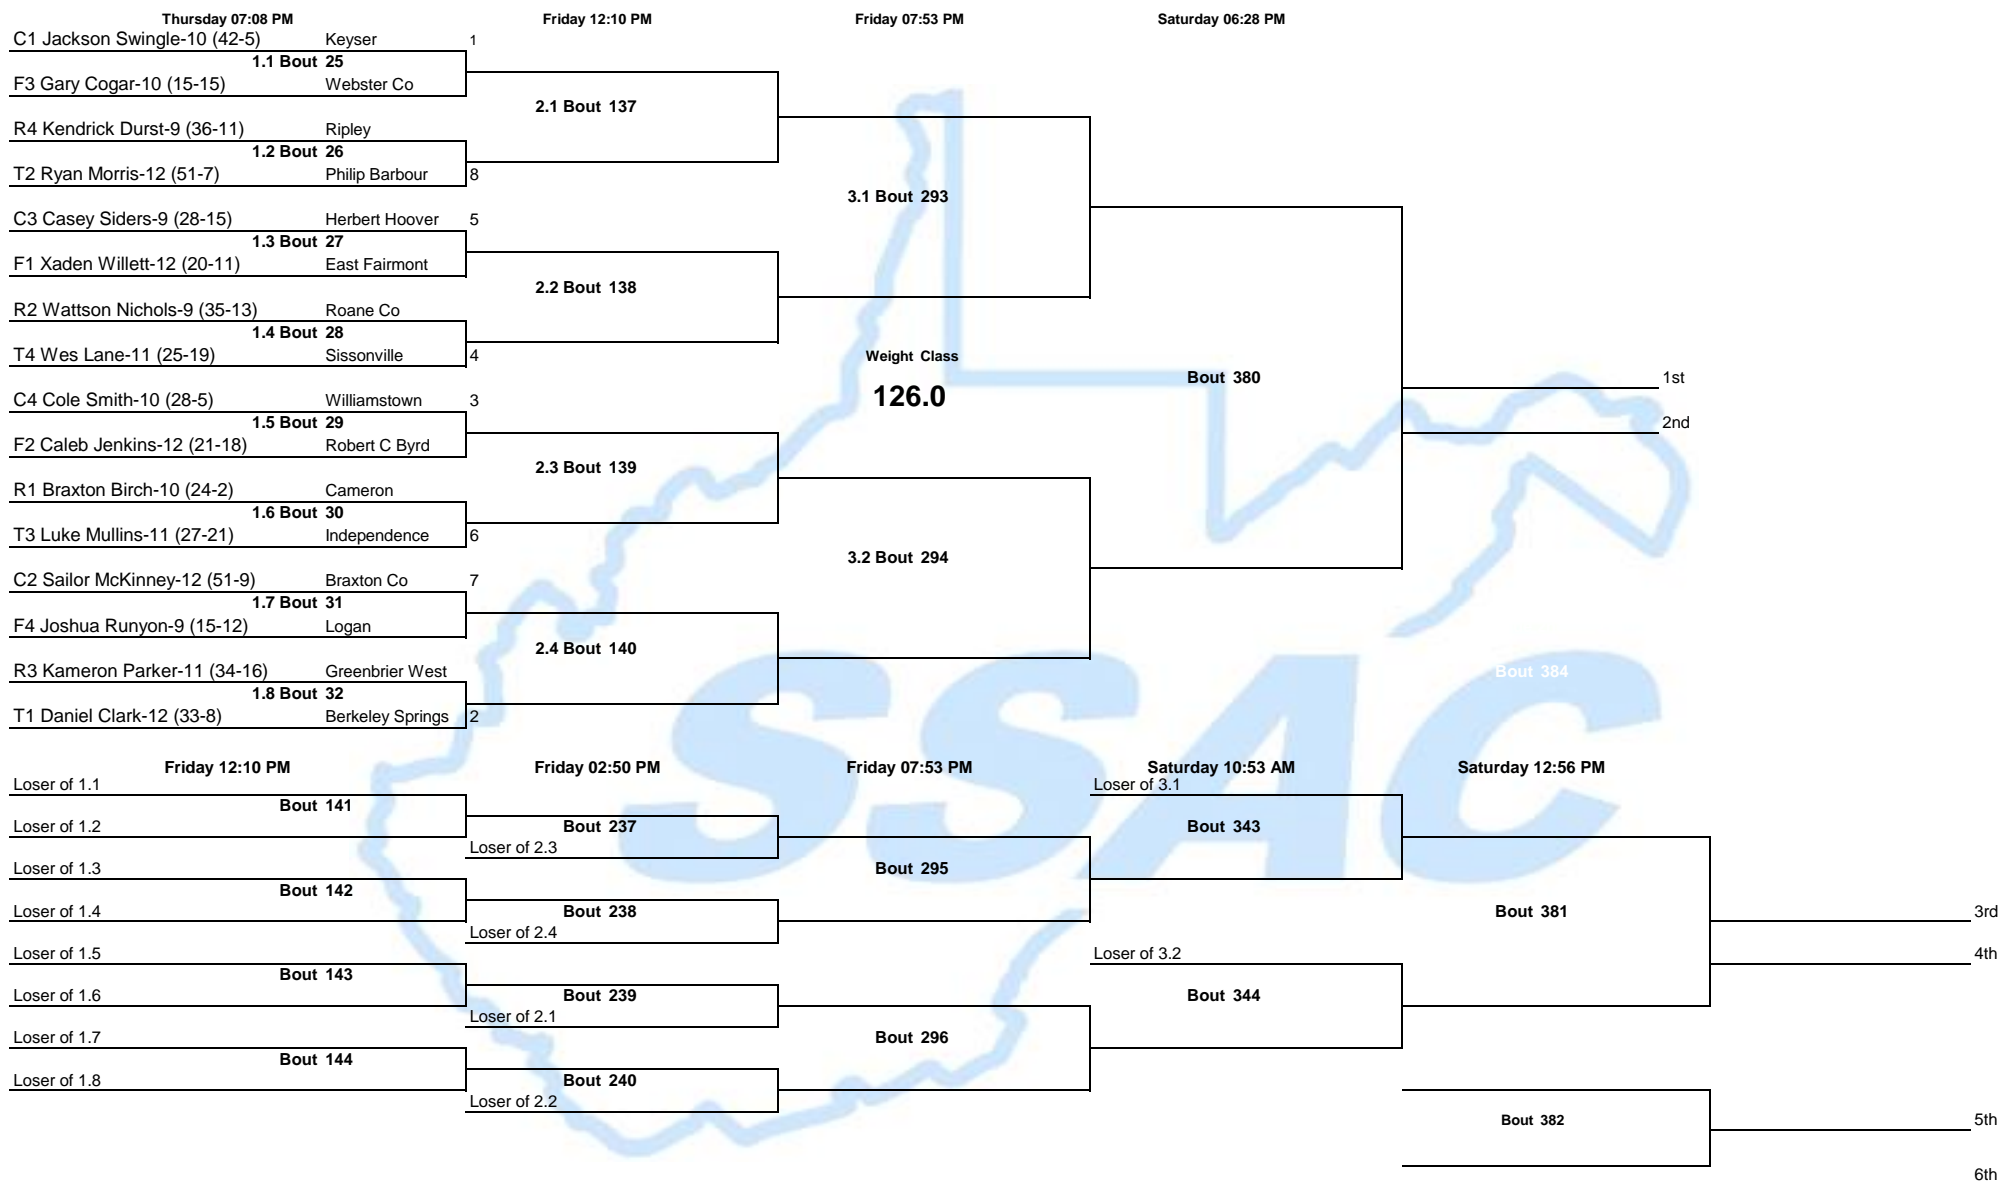 Thursday 07:08 PM Friday 12:10 PM Friday 07:53 PM Saturday 06:28 PM
C1 Jackson Swingle-10 (42-5) Keyser 1
1.1 Bout 25
F3 Gary Cogar-10 (15-15) Webster Co
2.1 Bout 137
R4 Kendrick Durst-9 (36-11) Ripley
1.2 Bout 26
T2 Ryan Morris-12 (51-7) Philip Barbour 8
3.1 Bout 293
C3 Casey Siders-9 (28-15) Herbert Hoover 5
1.3 Bout 27
F1 Xaden Willett-12 (20-11) East Fairmont
2.2 Bout 138
R2 Wattson Nichols-9 (35-13) Roane Co
1.4 Bout 28
T4 Wes Lane-11 (25-19) Sissonville 4
Weight Class
Bout 380 1st
126.0
C4 Cole Smith-10 (28-5) Williamstown 3
1.5 Bout 29 2nd
F2 Caleb Jenkins-12 (21-18) Robert C Byrd
2.3 Bout 139
R1 Braxton Birch-10 (24-2) Cameron
1.6 Bout 30
T3 Luke Mullins-11 (27-21) Independence 6
3.2 Bout 294
C2 Sailor McKinney-12 (51-9) Braxton Co 7
1.7 Bout 31
F4 Joshua Runyon-9 (15-12) Logan
2.4 Bout 140
R3 Kameron Parker-11 (34-16) Greenbrier West
Bout 384
1.8 Bout 32
T1 Daniel Clark-12 (33-8) Berkeley Springs 2
SSAC
Friday 12:10 PM Friday 02:50 PM Friday 07:53 PM Saturday 10:53 AM Saturday 12:56 PM
Loser of 1.1 Loser of 3.1
Bout 141
Loser of 1.2 Bout 237 Bout 343
Loser of 2.3
Loser of 1.3 Bout 295
Bout 142
Loser of 1.4 Bout 238 Bout 381 3rd
Loser of 2.4
Loser of 1.5 Loser of 3.2 4th
Bout 143
Loser of 1.6 Bout 239 Bout 344
Loser of 2.1
Loser of 1.7 Bout 296
Bout 144
Loser of 1.8 Bout 240
Loser of 2.2
Bout 382 5th
6th